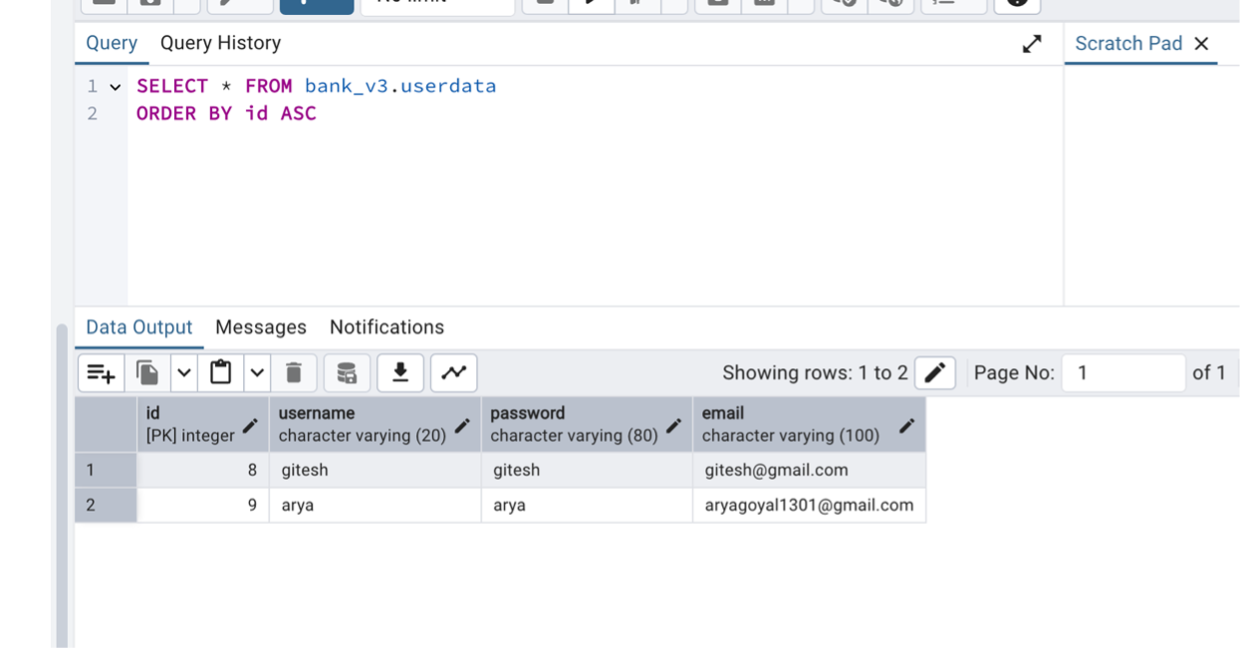 No limit
Query Query History
Scratch Pad
1 SELECT * FROM bank_v3.userdata
2 ORDER BY id ASC
Data Output Messages Notifications
Showing rows: 1 to 2 Page No: 1 of 1
id username password email
[PK] integer character varying (20) character varying (80) character varying (100)
1 8 gitesh gitesh gitesh@gmail.com
2 9 arya arya aryagoyal1301@gmail.com